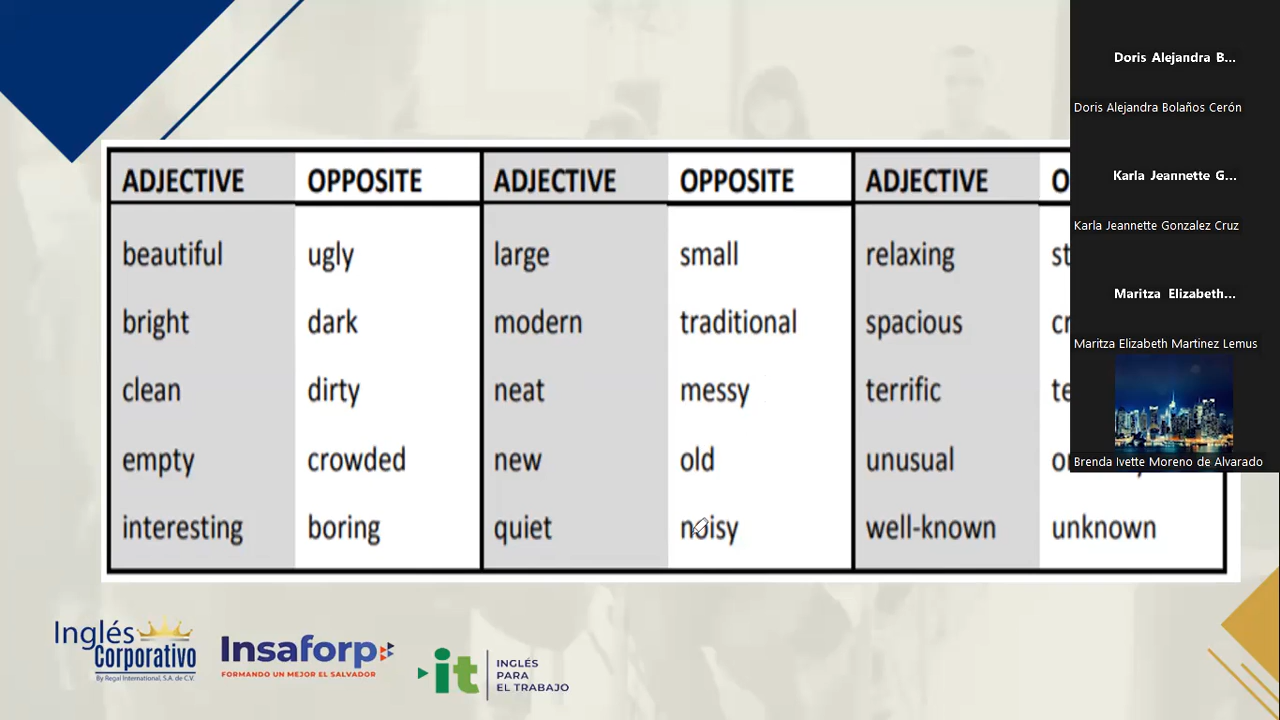 ADJECTIVE OPPOSITE ADJECTIVE OPPOSITE ADJECTIVE
beautiful ugly large small relaxing
bright dark modern traditional spacious
clean dirty neat messy terrific
empty crowded new old unusual
interesting boring quiet noisy well-known unknown
Doris Alejandra B...
Doris Alejandra Bolaños Cerón
Karla Jeannette G...
Karla Jeannette Gonzalez Cruz
Maritza Elizabeth...
Maritza Elizabeth Martinez Lemus
Brenda Ivette Moreno de Alvarado
Inglés
Corporativo
By Regal International, S.A. de C.V.
Insaforp
FORMANDO UN MEJOR EL SALVADOR
it
INGLÉS
PARA
EL TRABAJO